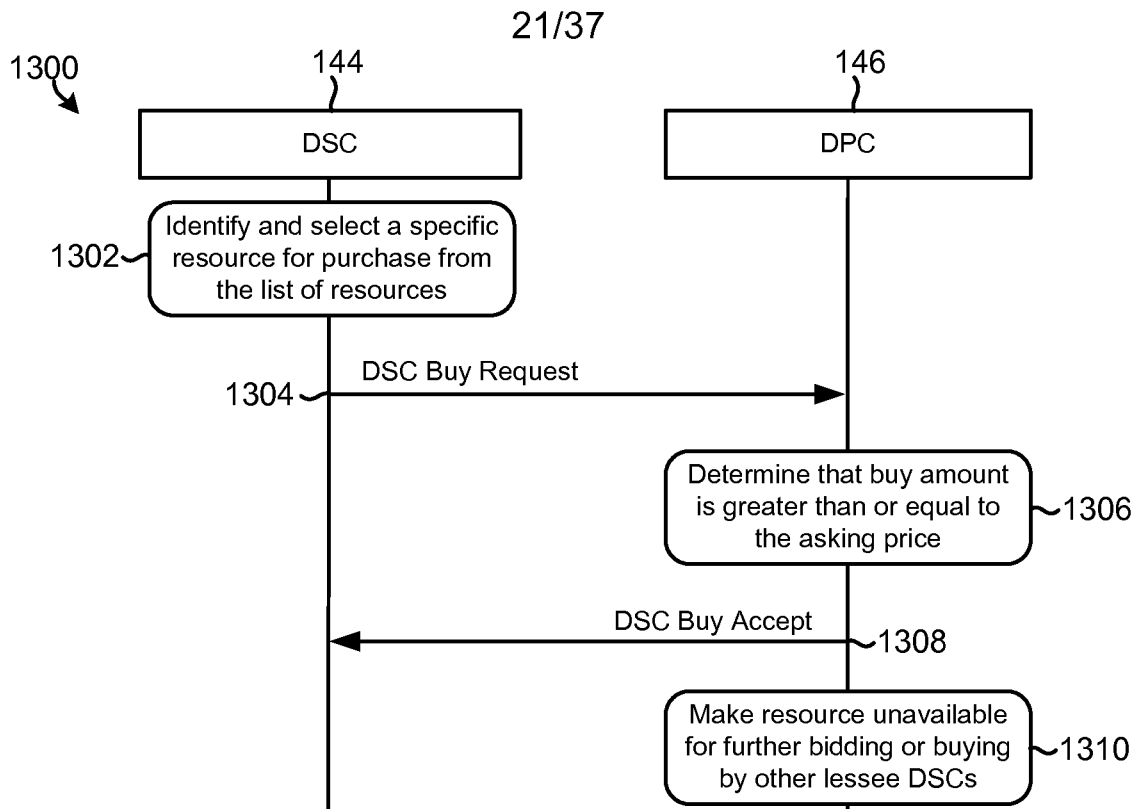 21/37
1300
144
146
DSC
DPC
Identify and select a specific
resource for purchase from
the list of resources
1302
DSC Buy Request
1304
Determine that buy amount
is greater than or equal to
the asking price
1306
DSC Buy Accept
1308
Make resource unavailable
for further bidding or buying
by other lessee DSCs
1310